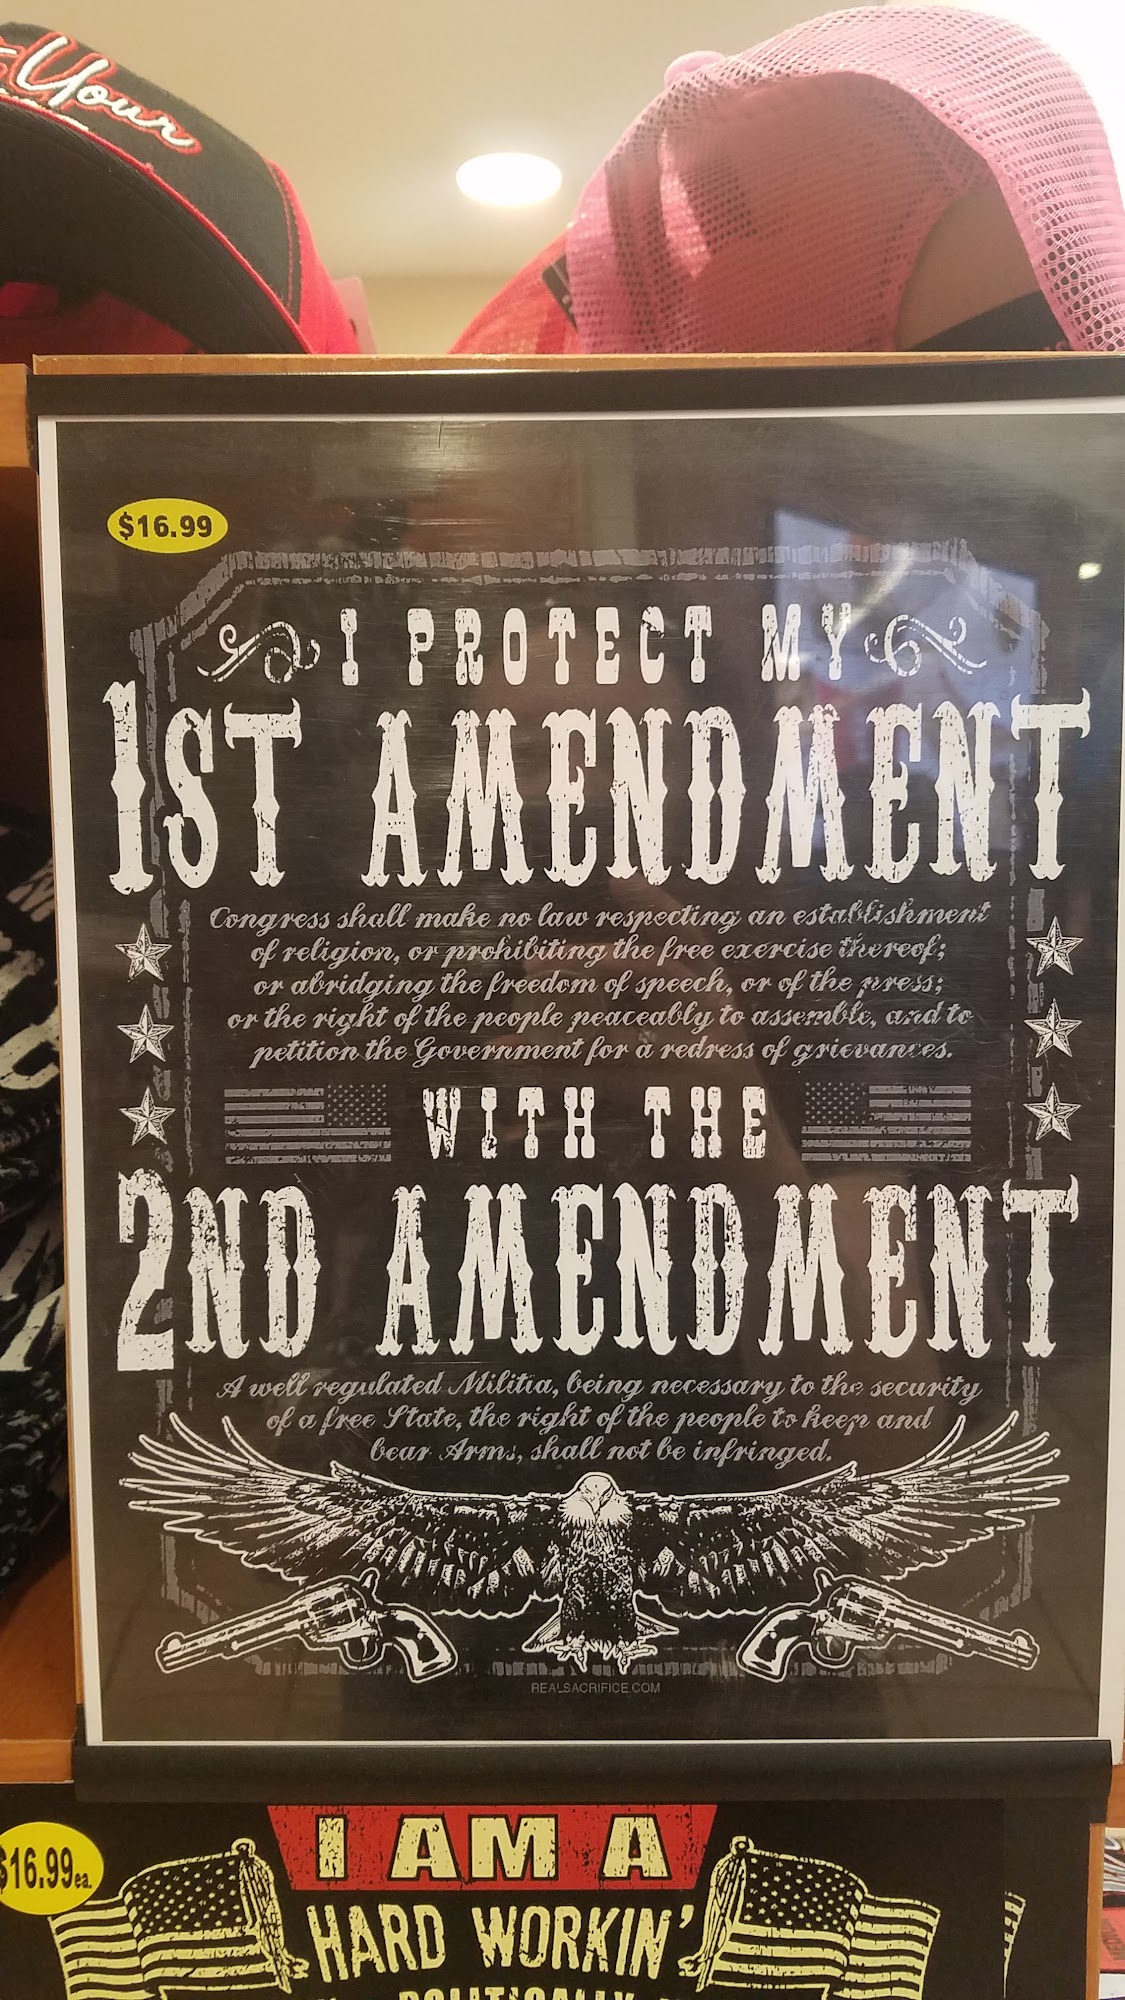 Your
$16.99
I PROTECT MY
1ST AMENDMENT
Congress shall make no law respecting an establishment
of religion, or prohibiting the free exercise thereof;
or abridging the freedom of speech, or of the press;
or the right of the people peaceably to assemble, and to
petition the Government for a redress of grievances.
WITH THE
2ND AMENDMENT
A well regulated Militia, being necessary to the security
of a free State, the right of the people to keep and
bear Arms, shall not be infringed.
REALSACRIFICE.COM
$16.99ea.
I AM A
HARD WORKIN'
POLITICALLY